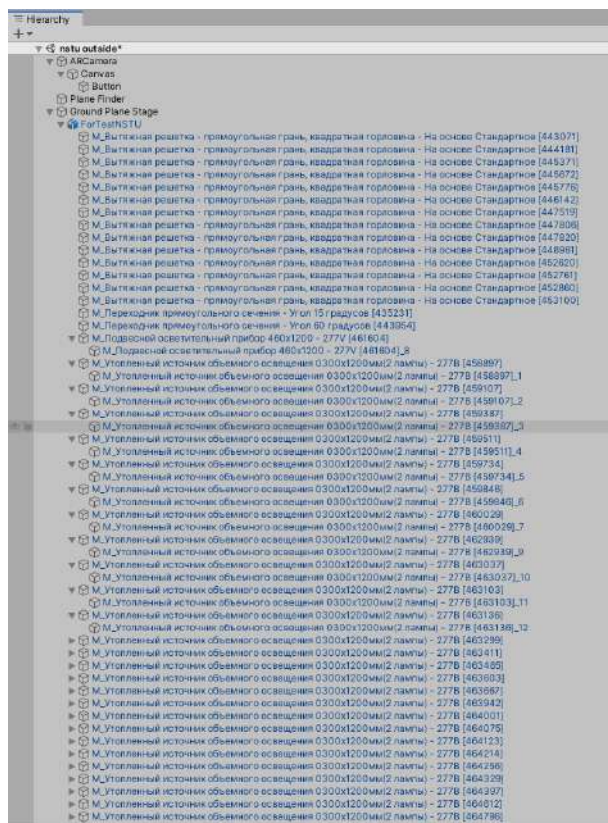 Hierarchy
nstu outside*
ARCamera
Canvas
Button
Plane Finder
Ground Plane Stage
ForTestNSTU
M_Вытяжная решетка - прямоугольная грань, квадратная горловина - На основе Стандартное [443071]
M_Вытяжная решетка - прямоугольная грань, квадратная горловина - На основе Стандартное [444181]
M_Вытяжная решетка - прямоугольная грань, квадратная горловина - На основе Стандартное [445371]
M_Вытяжная решетка - прямоугольная грань, квадратная горловина - На основе Стандартное [445672]
M_Вытяжная решетка - прямоугольная грань, квадратная горловина - На основе Стандартное [445776]
M_Вытяжная решетка - прямоугольная грань, квадратная горловина - На основе Стандартное [446142]
M_Вытяжная решетка - прямоугольная грань, квадратная горловина - На основе Стандартное [447519]
M_Вытяжная решетка - прямоугольная грань, квадратная горловина - На основе Стандартное [447806]
M_Вытяжная решетка - прямоугольная грань, квадратная горловина - На основе Стандартное [447820]
M_Вытяжная решетка - прямоугольная грань, квадратная горловина - На основе Стандартное [448961]
M_Вытяжная решетка - прямоугольная грань, квадратная горловина - На основе Стандартное [452620]
M_Вытяжная решетка - прямоугольная грань, квадратная горловина - На основе Стандартное [452761]
M_Вытяжная решетка - прямоугольная грань, квадратная горловина - На основе Стандартное [452860]
M_Вытяжная решетка - прямоугольная грань, квадратная горловина - На основе Стандартное [453100]
M_Переходник прямоугольного сечения - Угол 15 градусов [435231]
M_Переходник прямоугольного сечения - Угол 60 градусов [443954]
M_Подвесной осветительный прибор 460x1200 - 277V [461604]
M_Подвесной осветительный прибор 460x1200 - 277V [461604]_8
M_Утопленный источник объемного освещения 0300x1200мм(2 лампы) - 277В [458897]
M_Утопленный источник объемного освещения 0300x1200мм(2 лампы) - 277В [458897]_1
M_Утопленный источник объемного освещения 0300x1200мм(2 лампы) - 277В [459107]
M_Утопленный источник объемного освещения 0300x1200мм(2 лампы) - 277В [459107]_2
M_Утопленный источник объемного освещения 0300x1200мм(2 лампы) - 277В [459387]
M_Утопленный источник объемного освещения 0300x1200мм(2 лампы) - 277В [459387]_3
M_Утопленный источник объемного освещения 0300x1200мм(2 лампы) - 277В [459511]
M_Утопленный источник объемного освещения 0300x1200мм(2 лампы) - 277В [459511]_4
M_Утопленный источник объемного освещения 0300x1200мм(2 лампы) - 277В [459734]
M_Утопленный источник объемного освещения 0300x1200мм(2 лампы) - 277В [459734]_5
M_Утопленный источник объемного освещения 0300x1200мм(2 лампы) - 277В [459846]
M_Утопленный источник объемного освещения 0300x1200мм(2 лампы) - 277В [459846]_6
M_Утопленный источник объемного освещения 0300x1200мм(2 лампы) - 277В [460029]
M_Утопленный источник объемного освещения 0300x1200мм(2 лампы) - 277В [460029]_7
M_Утопленный источник объемного освещения 0300x1200мм(2 лампы) - 277В [462939]
M_Утопленный источник объемного освещения 0300x1200мм(2 лампы) - 277В [462939]_9
M_Утопленный источник объемного освещения 0300x1200мм(2 лампы) - 277В [463037]
M_Утопленный источник объемного освещения 0300x1200мм(2 лампы) - 277В [463037]_10
M_Утопленный источник объемного освещения 0300x1200мм(2 лампы) - 277В [463103]
M_Утопленный источник объемного освещения 0300x1200мм(2 лампы) - 277В [463103]_11
M_Утопленный источник объемного освещения 0300x1200мм(2 лампы) - 277В [463136]
M_Утопленный источник объемного освещения 0300x1200мм(2 лампы) - 277В [463136]_12
M_Утопленный источник объемного освещения 0300x1200мм(2 лампы) - 277В [463299]
M_Утопленный источник объемного освещения 0300x1200мм(2 лампы) - 277В [463411]
M_Утопленный источник объемного освещения 0300x1200мм(2 лампы) - 277В [463465]
M_Утопленный источник объемного освещения 0300x1200мм(2 лампы) - 277В [463603]
M_Утопленный источник объемного освещения 0300x1200мм(2 лампы) - 277В [463667]
M_Утопленный источник объемного освещения 0300x1200мм(2 лампы) - 277В [463942]
M_Утопленный источник объемного освещения 0300x1200мм(2 лампы) - 277В [464001]
M_Утопленный источник объемного освещения 0300x1200мм(2 лампы) - 277В [464075]
M_Утопленный источник объемного освещения 0300x1200мм(2 лампы) - 277В [464123]
M_Утопленный источник объемного освещения 0300x1200мм(2 лампы) - 277В [464214]
M_Утопленный источник объемного освещения 0300x1200мм(2 лампы) - 277В [464256]
M_Утопленный источник объемного освещения 0300x1200мм(2 лампы) - 277В [464329]
M_Утопленный источник объемного освещения 0300x1200мм(2 лампы) - 277В [464397]
M_Утопленный источник объемного освещения 0300x1200мм(2 лампы) - 277В [464612]
M_Утопленный источник объемного освещения 0300x1200мм(2 лампы) - 277В [464796]